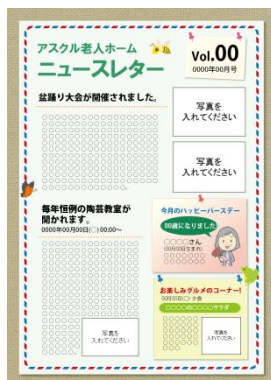 アスクル老人ホーム
ニュースレター
Vol.00
0000年00月号
盆踊り大会が開催されました。
写真を
入れてください
写真を
入れてください
毎年恒例の陶芸教室が
開かれます。
0000年00月00日(○) 00:00〜
写真を
入れてください
今月のハッピーバースデー
00歳になりました
○○○○さん
(00月00日生まれ)
お楽しみグルメのコーナー!
00月00日(○) 夕食
○○○○の○○○○サラダ
写真を
入れてください